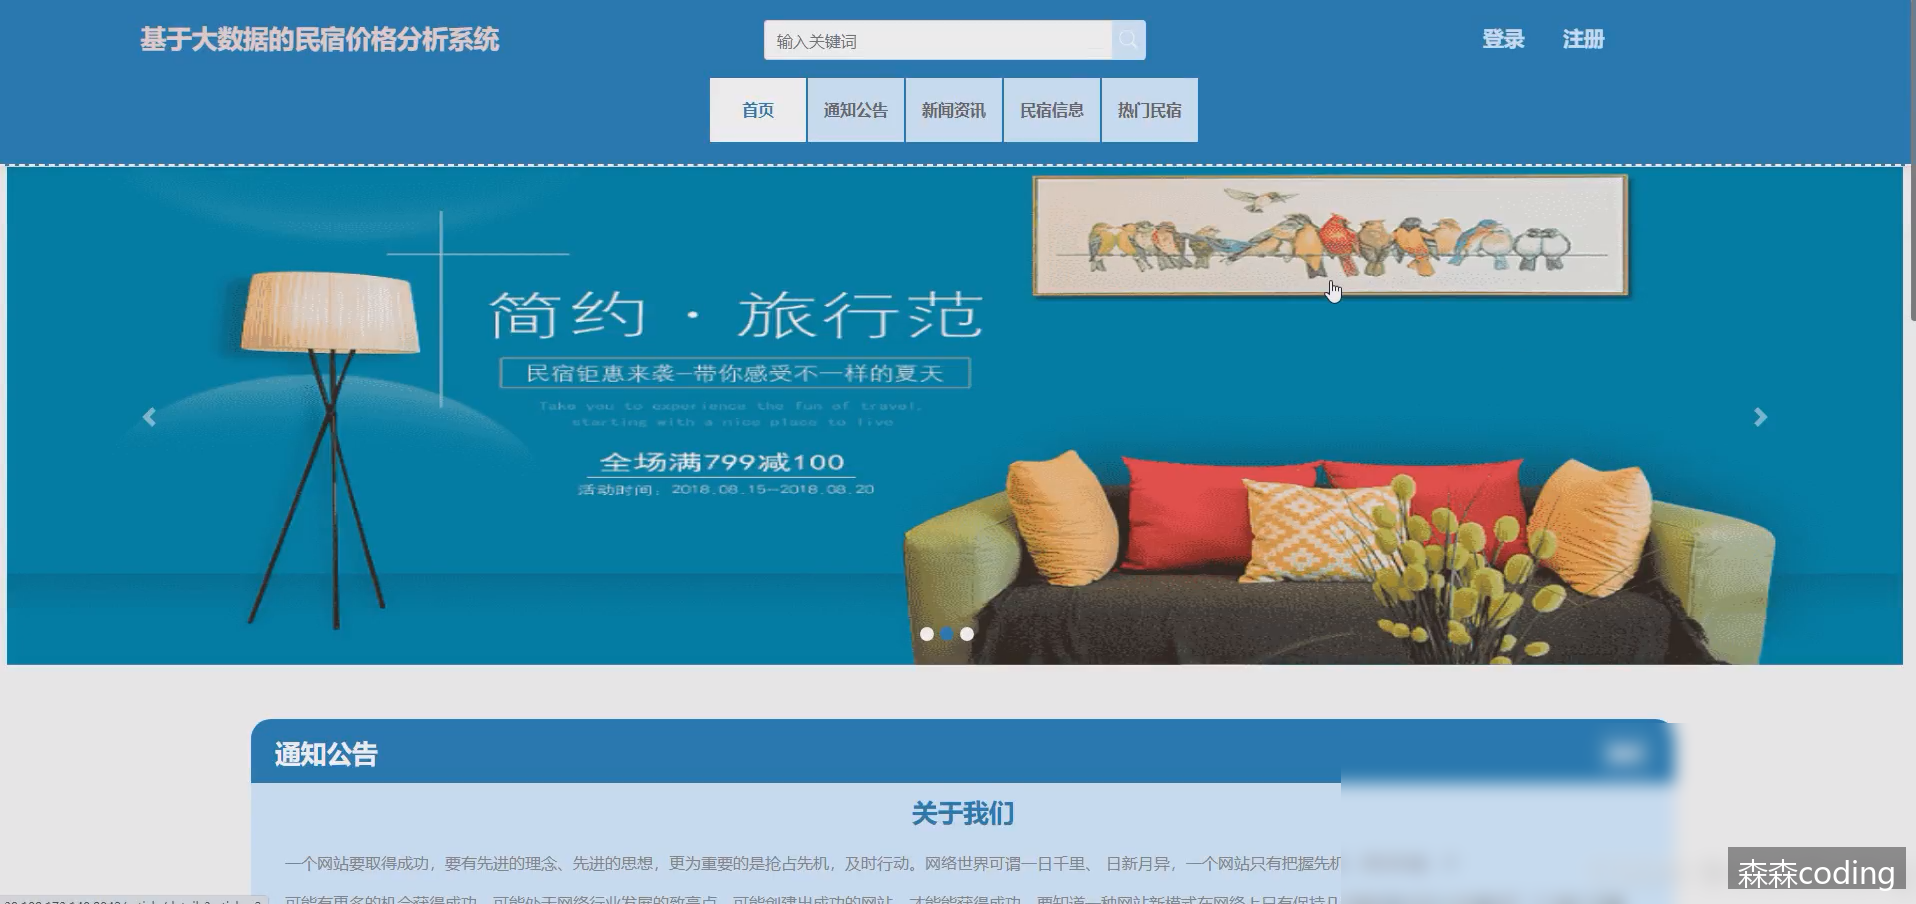 基于大数据的民宿价格分析系统
输入关键词
登录 注册
首页 通知公告 新闻资讯 民宿信息 热门民宿
简约·旅行范
民宿钜惠来袭—带你感受不一样的夏天
Take you to experience the fun of travel,
starting with a nice place to live
全场满799减100
活动时间：2018.08.15—2018.08.20
通知公告
关于我们
一个网站要取得成功，要有先进的理念、先进的思想，更为重要的是抢占先机，及时行动。网络世界可谓一日千里、 日新月异，一个网站只有把握先机
森森coding